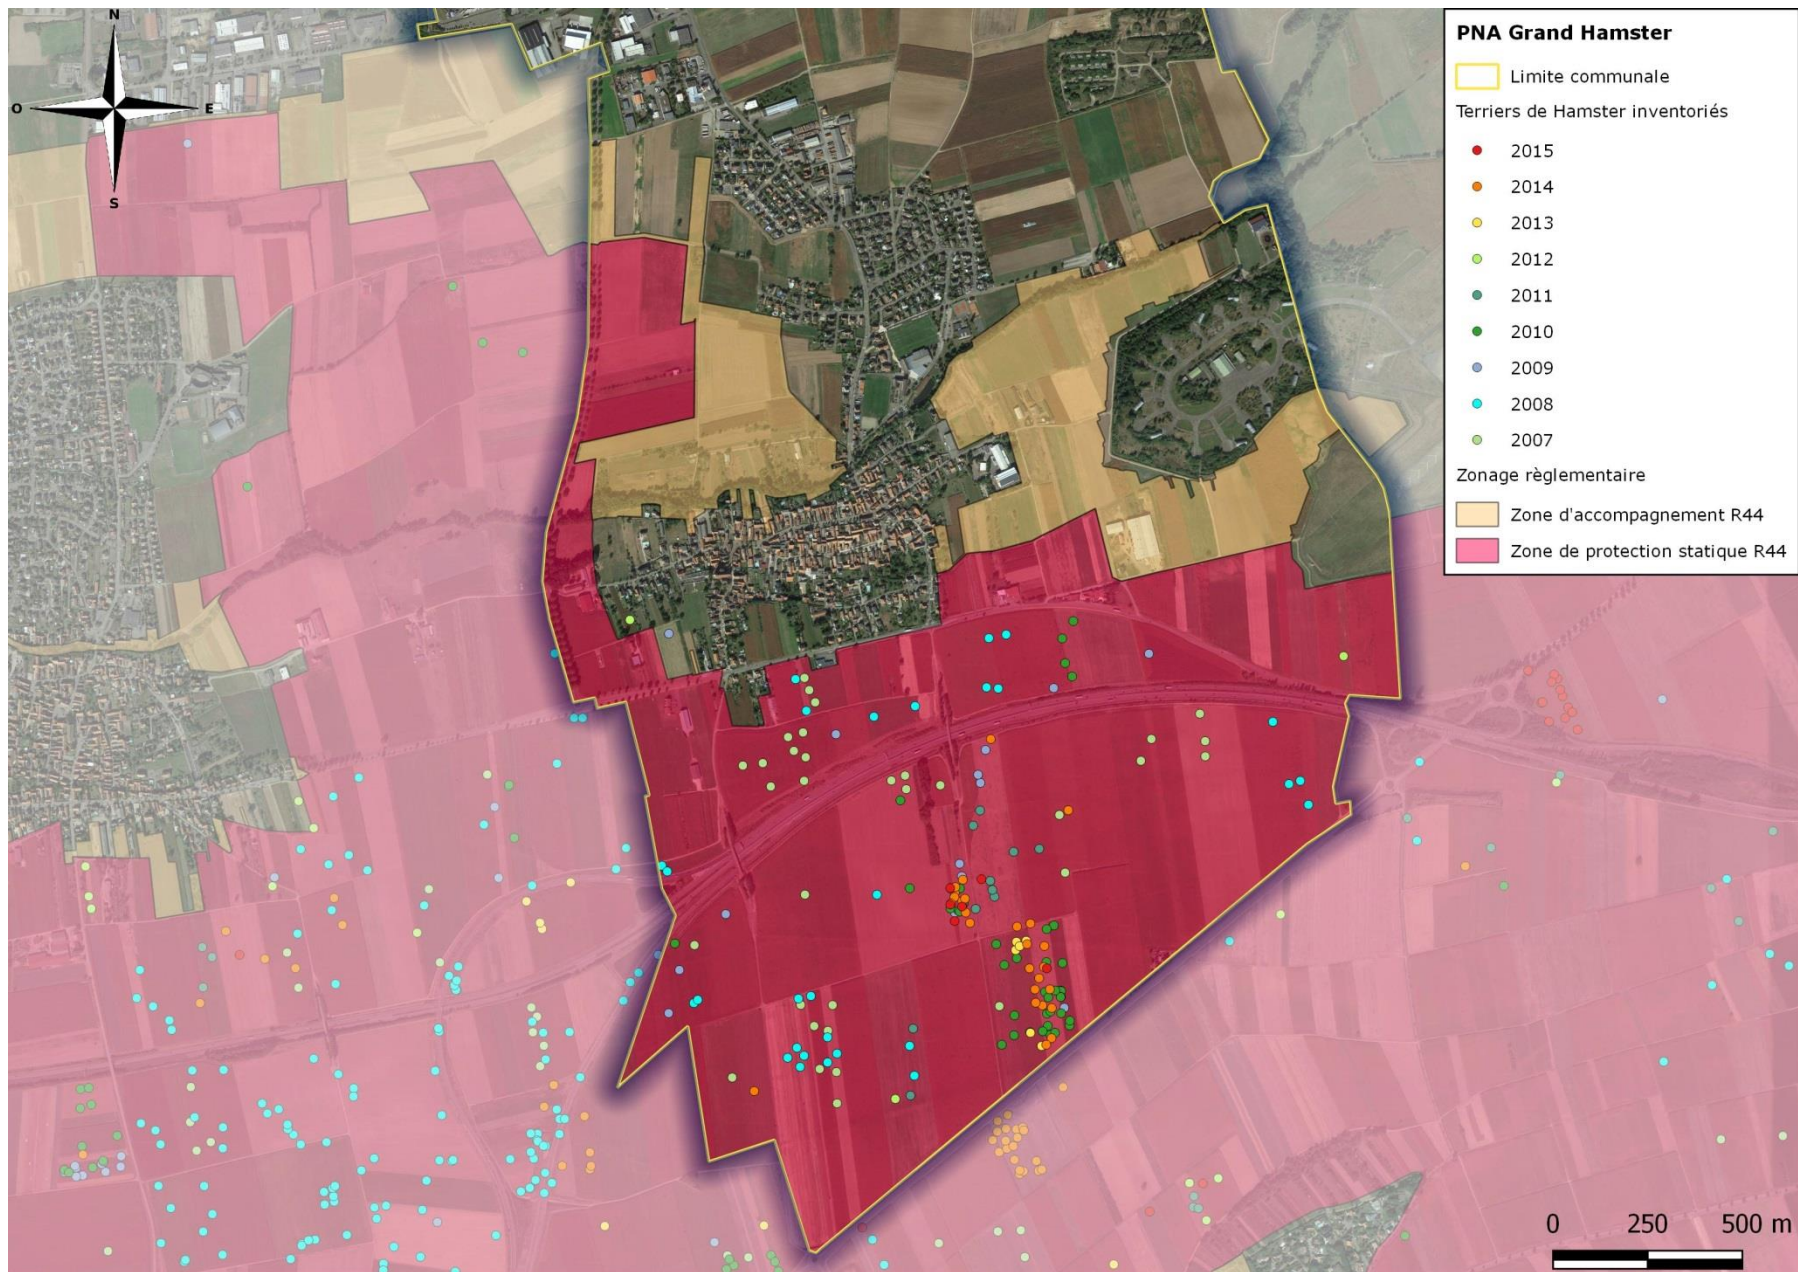 N
O
E
S
PNA Grand Hamster
Limite communale
Terriers de Hamster inventoriés
2015
2014
2013
2012
2011
2010
2009
2008
2007
Zonage règlementaire
Zone d'accompagnement R44
Zone de protection statique R44
0 250 500 m